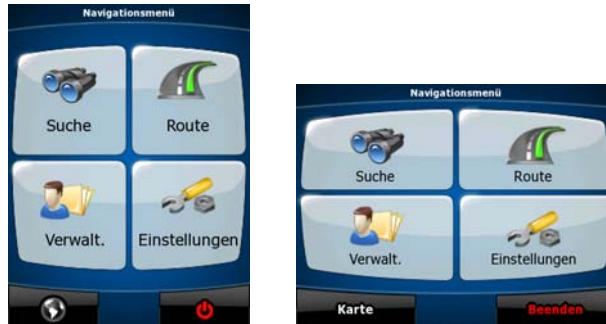 Navigationsmenü
Suche
Route
Verwalt.
Einstellungen
Navigationsmenü
Suche
Route
Verwalt.
Einstellungen
Karte
Beenden